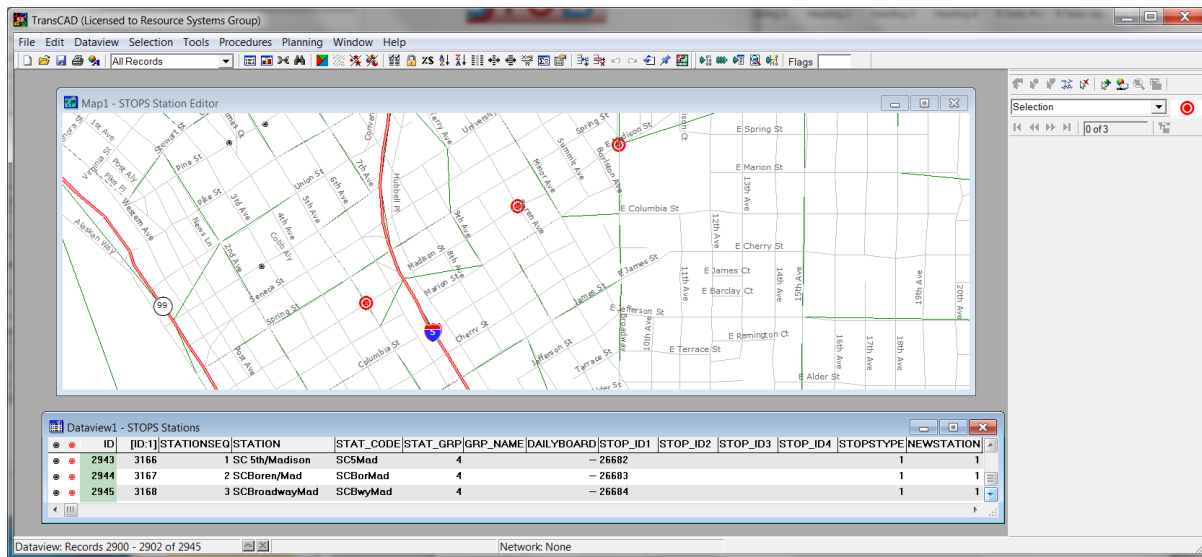 TransCAD (Licensed to Resource Systems Group)
File Edit Dataview Selection Tools Procedures Planning Window Help
All Records
Flags
Selection
0 of 3
Map1 - STOPS Station Editor
1st Ave
Stewart St
Virginia St
Post Aly
Pike Pl
Pine St
Pike St
Western Ave
Alaskan Way
News Ln
2nd Ave
3rd Ave
4th Ave
Cobb Aly
5th Ave
Union St
6th Ave
7th Ave
Hubbell Pl
Terry Ave
University
Spring St
E Madison St
Minor Ave
Summit Ave
Boylston Ave
Boren Ave
9th Ave
8th Ave
Madison St
Marion St
Seneca St
Spring St
Post Ave
Columbia St
Cherry St
James St
Jefferson St
Terrace St
Alder St
99
5
E Spring St
E Marion St
13th Ave
E Columbia St
12th Ave
E Cherry St
E James St
E James Ct
E Barclay Ct
11th Ave
14th Ave
15th Ave
19th Ave
20th Ave
E Jefferson St
Broadway
10th Ave
E Remington Ct
E Terrace St
16th Ave
17th Ave
18th Ave
E Alder St
Dataview1 - STOPS Stations
ID [ID:1] STATIONSEQ STATION STAT_CODE STAT_GRP GRP_NAME DAILYBOARD STOP_ID1 STOP_ID2 STOP_ID3 STOP_ID4 STOPSTYPE NEWSTATION
2943 3166 1 SC 5th/Madison SC5Mad 4 -- 26682 1 1
2944 3167 2 SCBoren/Mad SCBorMad 4 -- 26683 1 1
2945 3168 3 SCBroadwayMad SCBwyMad 4 -- 26684 1 1
Dataview: Records 2900 - 2902 of 2945
Network: None